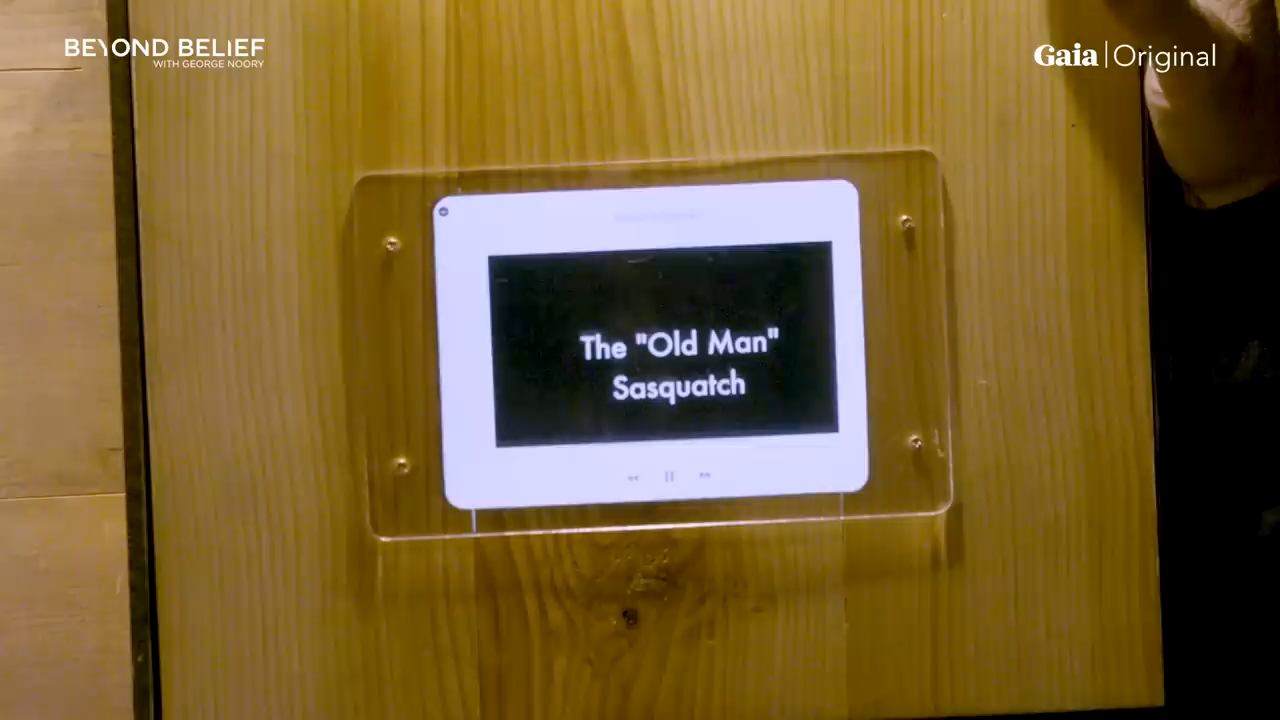 BEYOND BELIEF
WITH GEORGE NOORY
Gaia | Original
The "Old Man"
Sasquatch